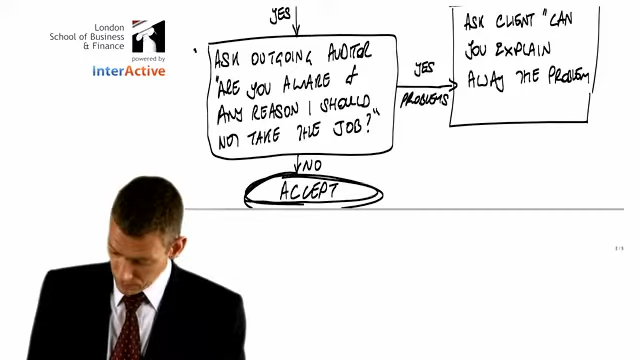 London
School of Business
& Finance
powered by
InterActive
YES
ASK OUTGOING AUDITOR
"ARE YOU AWARE OF
ANY REASON I SHOULD
NOT TAKE THE JOB?"
YES
PROBLEMS
ASK CLIENT "CAN
YOU EXPLAIN
AWAY THE PROBLEM
NO
ACCEPT